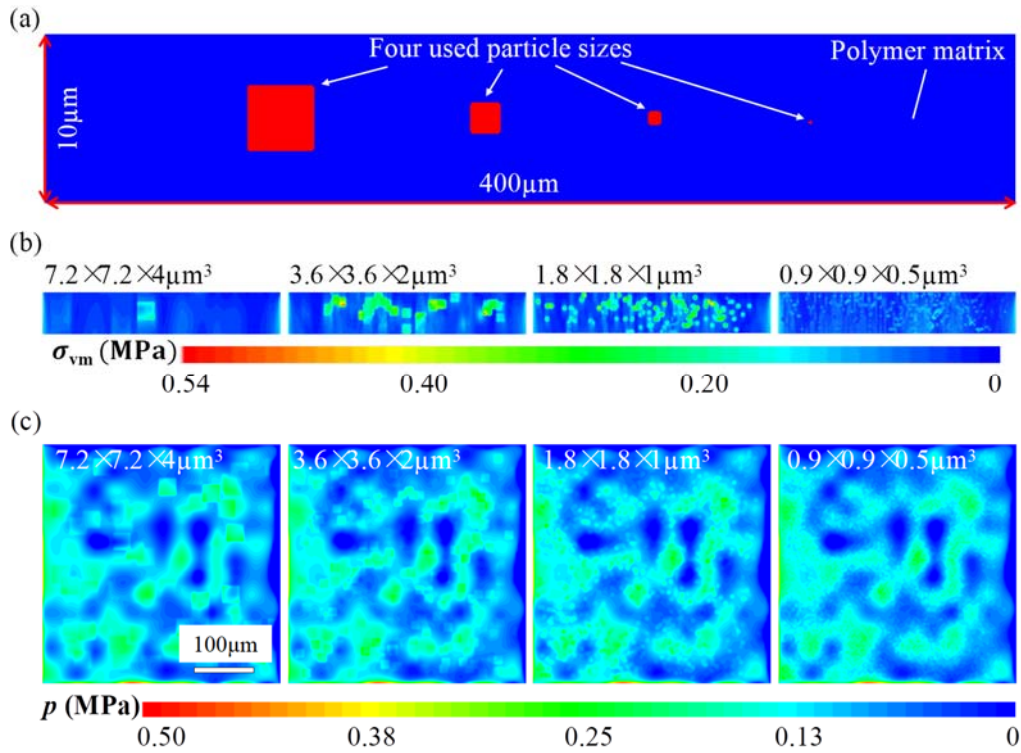 (a)
Four used particle sizes
Polymer matrix
10μm
400μm
(b)
7.2×7.2×4μm³ 3.6×3.6×2μm³ 1.8×1.8×1μm³ 0.9×0.9×0.5μm³
σvm (MPa)
0.54 0.40 0.20 0
(c)
7.2×7.2×4μm³ 3.6×3.6×2μm³ 1.8×1.8×1μm³ 0.9×0.9×0.5μm³
100μm
p (MPa)
0.50 0.38 0.25 0.13 0